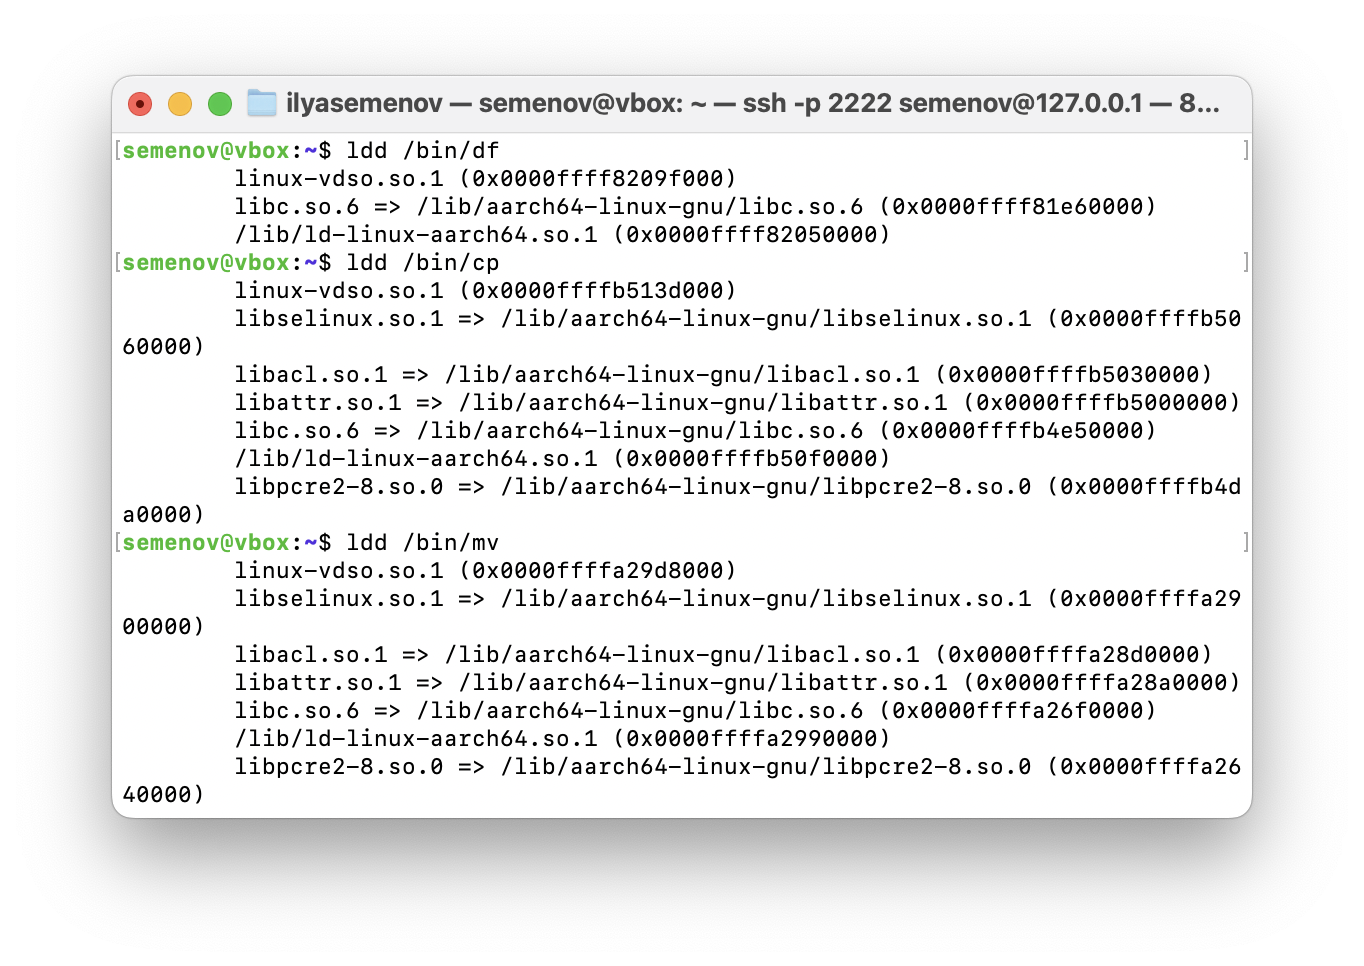 ilyasemenov — semenov@vbox: ~ — ssh -p 2222 semenov@127.0.0.1 — 8...
[semenov@vbox:~$ ldd /bin/df ]
linux-vdso.so.1 (0x0000ffff8209f000)
libc.so.6 => /lib/aarch64-linux-gnu/libc.so.6 (0x0000ffff81e60000)
/lib/ld-linux-aarch64.so.1 (0x0000ffff82050000)
[semenov@vbox:~$ ldd /bin/cp ]
linux-vdso.so.1 (0x0000ffffb513d000)
libselinux.so.1 => /lib/aarch64-linux-gnu/libselinux.so.1 (0x0000ffffb50
60000)
libacl.so.1 => /lib/aarch64-linux-gnu/libacl.so.1 (0x0000ffffb5030000)
libattr.so.1 => /lib/aarch64-linux-gnu/libattr.so.1 (0x0000ffffb5000000)
libc.so.6 => /lib/aarch64-linux-gnu/libc.so.6 (0x0000ffffb4e50000)
/lib/ld-linux-aarch64.so.1 (0x0000ffffb50f0000)
libpcre2-8.so.0 => /lib/aarch64-linux-gnu/libpcre2-8.so.0 (0x0000ffffb4d
a0000)
[semenov@vbox:~$ ldd /bin/mv ]
linux-vdso.so.1 (0x0000ffffa29d8000)
libselinux.so.1 => /lib/aarch64-linux-gnu/libselinux.so.1 (0x0000ffffa29
00000)
libacl.so.1 => /lib/aarch64-linux-gnu/libacl.so.1 (0x0000ffffa28d0000)
libattr.so.1 => /lib/aarch64-linux-gnu/libattr.so.1 (0x0000ffffa28a0000)
libc.so.6 => /lib/aarch64-linux-gnu/libc.so.6 (0x0000ffffa26f0000)
/lib/ld-linux-aarch64.so.1 (0x0000ffffa2990000)
libpcre2-8.so.0 => /lib/aarch64-linux-gnu/libpcre2-8.so.0 (0x0000ffffa26
40000)